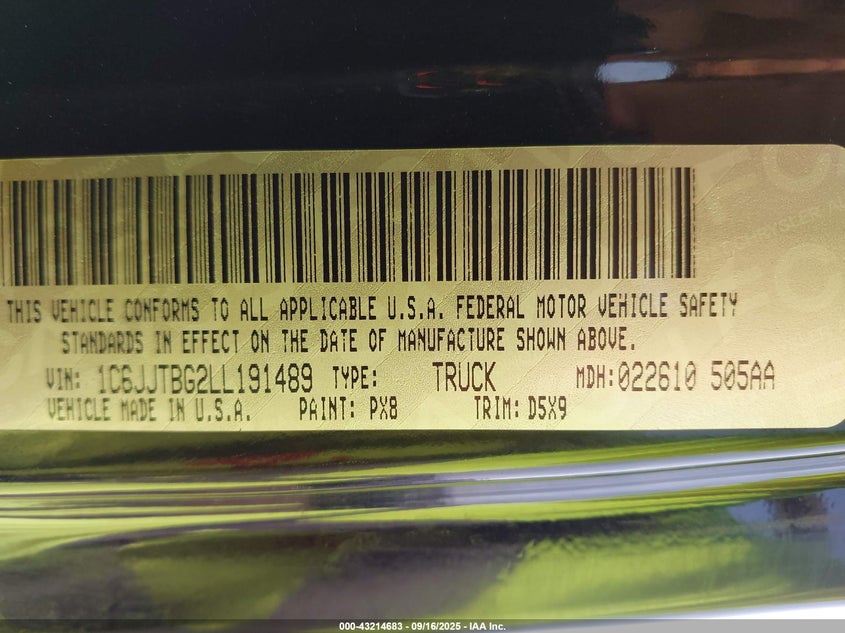 THIS VEHICLE CONFORMS TO ALL APPLICABLE U.S.A. FEDERAL MOTOR VEHICLE SAFETY
STANDARDS IN EFFECT ON THE DATE OF MANUFACTURE SHOWN ABOVE.
VIN: 1C6JJTBG2LL191489 TYPE: TRUCK MDH:022610 505AA
VEHICLE MADE IN U.S.A. PAINT: PX8 TRIM: D5X9
000-43214683 - 09/16/2025 - IAA Inc.